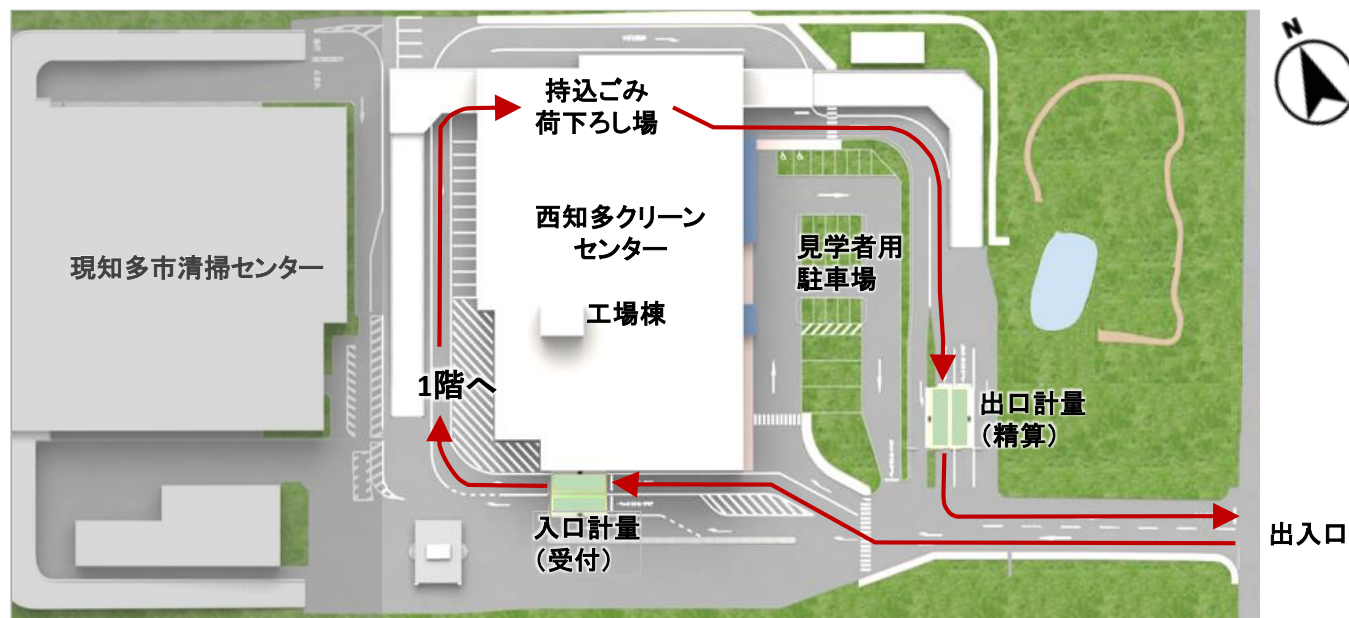 N
持込ごみ
荷下ろし場
西知多クリーン
センター
見学者用
駐車場
現知多市清掃センター
工場棟
1階へ
出口計量
（精算）
入口計量
（受付）
出入口